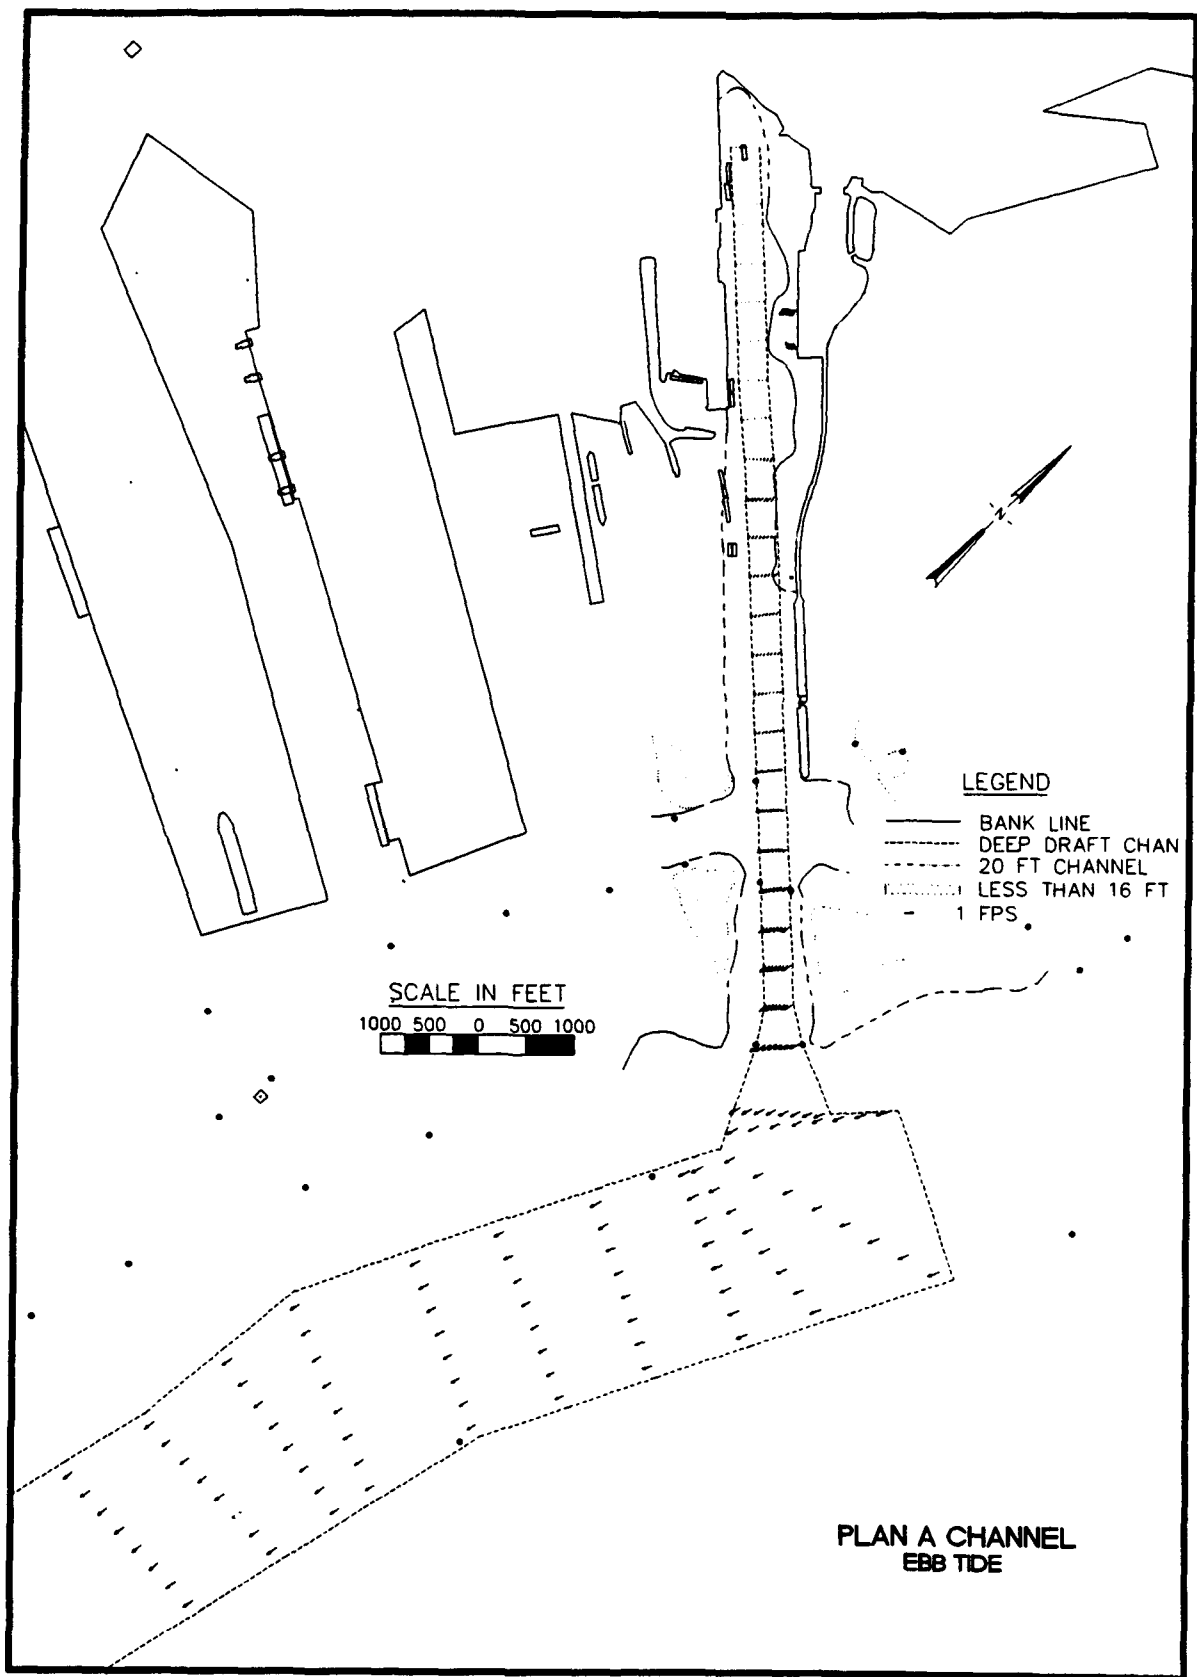 N
LEGEND
BANK LINE
DEEP DRAFT CHAN
20 FT CHANNEL
LESS THAN 16 FT
1 FPS
SCALE IN FEET
1000 500 0 500 1000
PLAN A CHANNEL
EBB TIDE